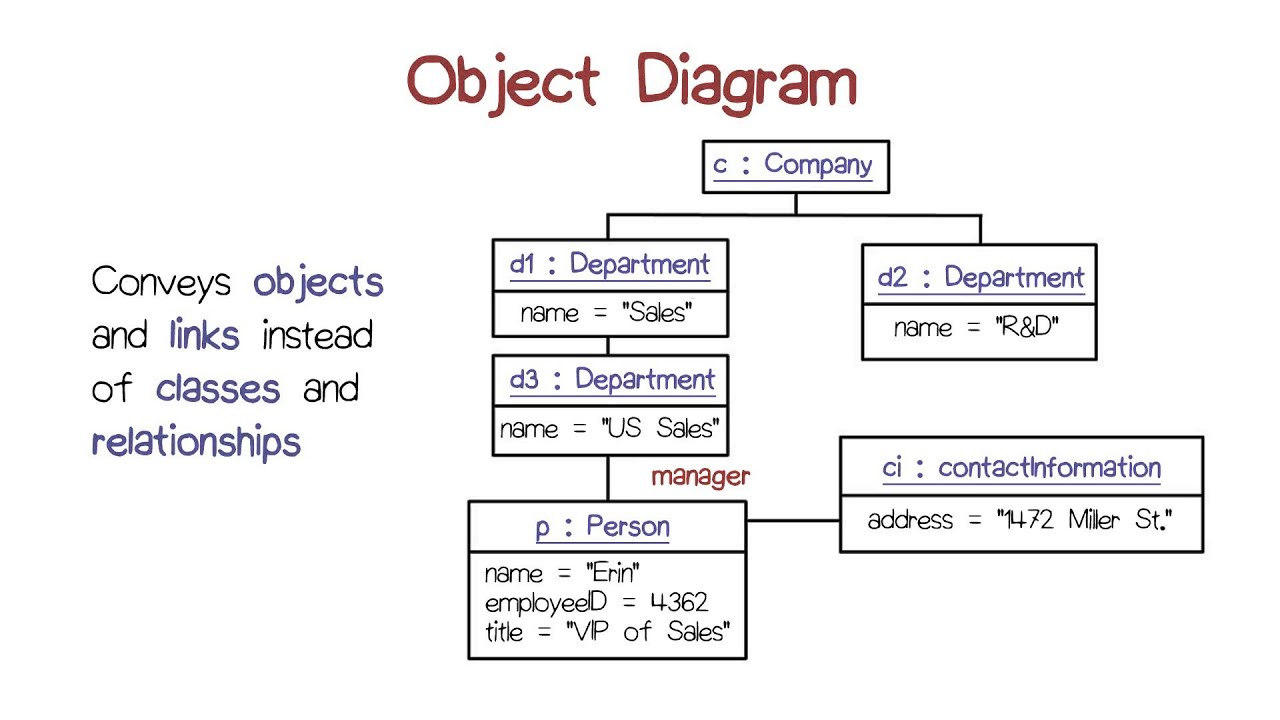 Object Diagram
Conveys objects
and links instead
of classes and
relationships
c : Company
d1 : Department
name = "Sales"
d2 : Department
name = "R&D"
d3 : Department
name = "US Sales"
manager
p : Person
name = "Erin"
employeeID = 4362
title = "VIP of Sales"
ci : contactInformation
address = "1472 Miller St."